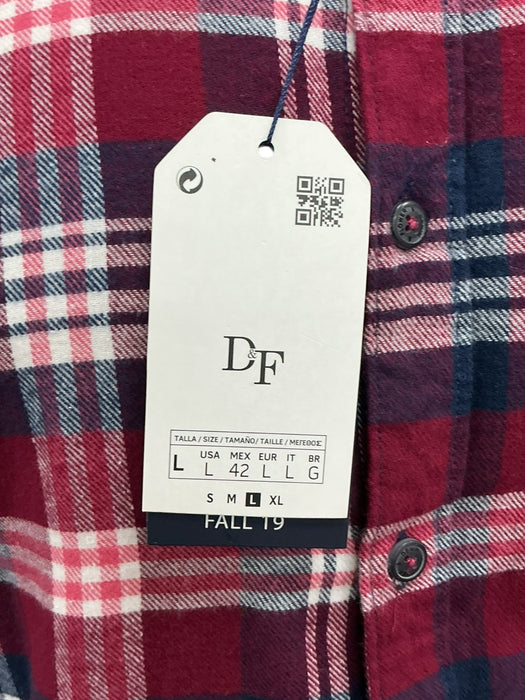 D&F
TALLA / SIZE / TAMAÑO / TAILLE / ΜΕΓΕΘΟΣ
L USA MEX EUR IT BR
L 42 L L G
S M L XL
FALL 19